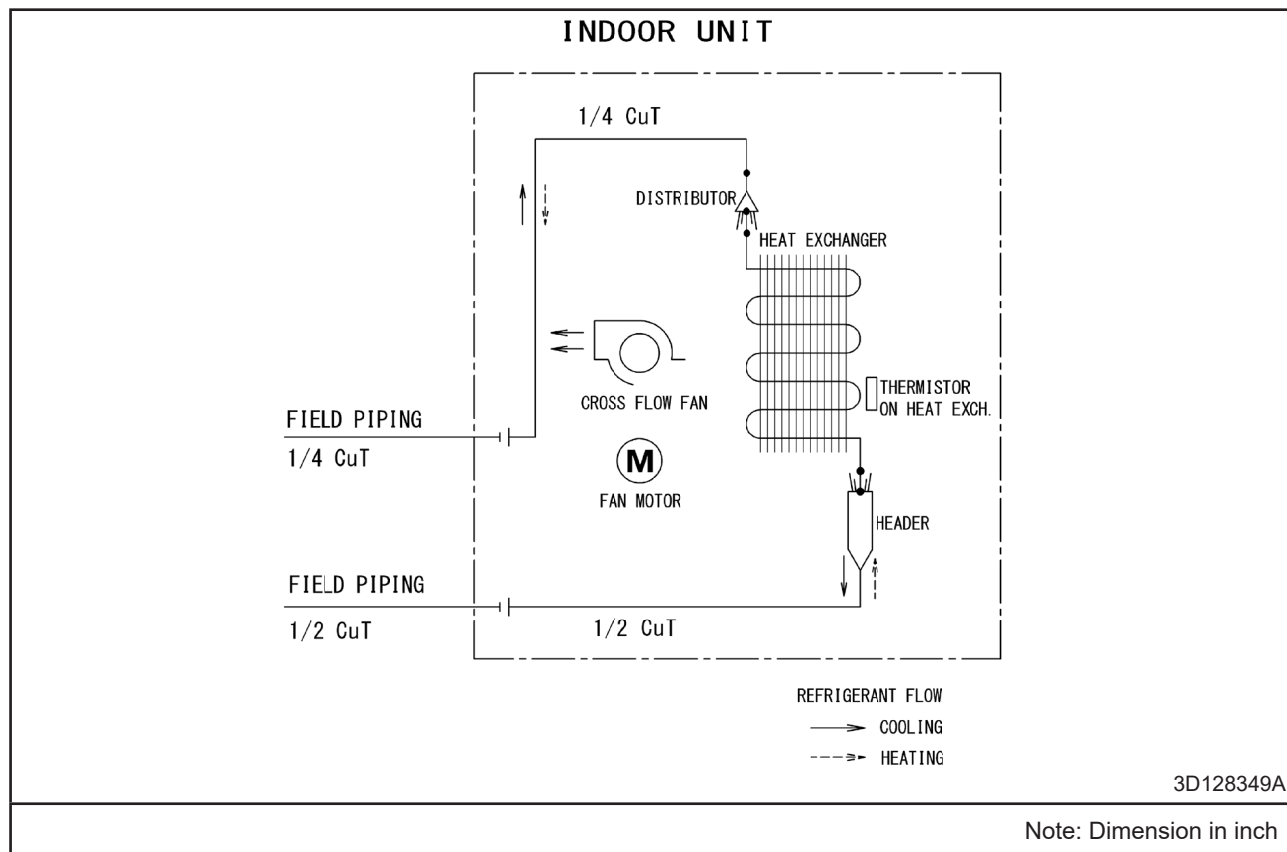 INDOOR UNIT
1/4 CuT
DISTRIBUTOR
HEAT EXCHANGER
CROSS FLOW FAN
THERMISTOR
ON HEAT EXCH.
FIELD PIPING
1/4 CuT
M
FAN MOTOR
HEADER
FIELD PIPING
1/2 CuT
1/2 CuT
REFRIGERANT FLOW
COOLING
HEATING
3D128349A
Note: Dimension in inch